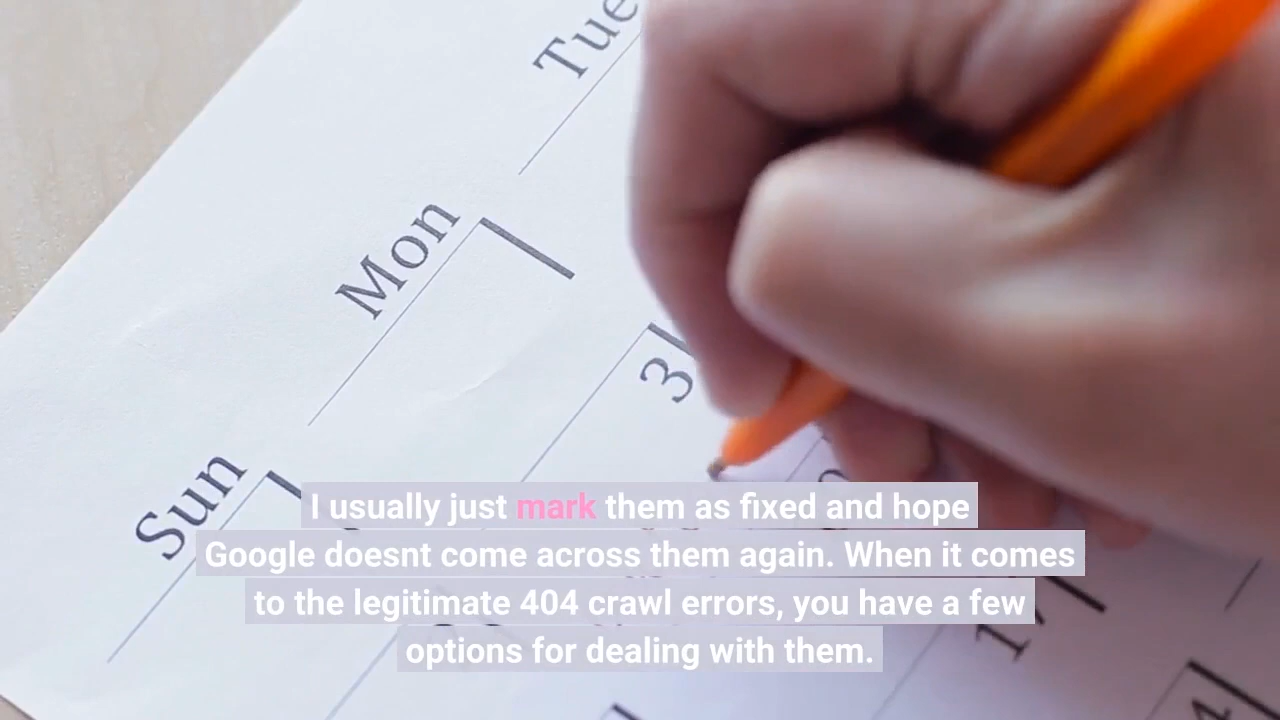 Tue
Mon
Sun
3
I usually just mark them as fixed and hope
Google doesnt come across them again. When it comes
to the legitimate 404 crawl errors, you have a few
options for dealing with them.